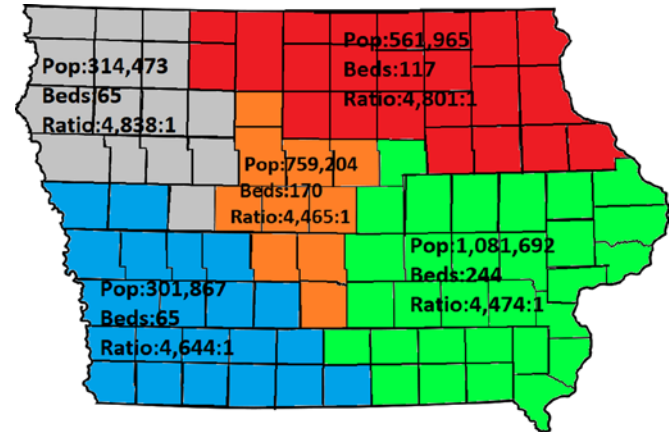 Pop:314,473
Beds:65
Ratio:4,838:1
Pop:561,965
Beds:117
Ratio:4,801:1
Pop:759,204
Beds:170
Ratio:4,465:1
Pop:1,081,692
Beds:244
Ratio:4,474:1
Pop:301,867
Beds:65
Ratio:4,644:1